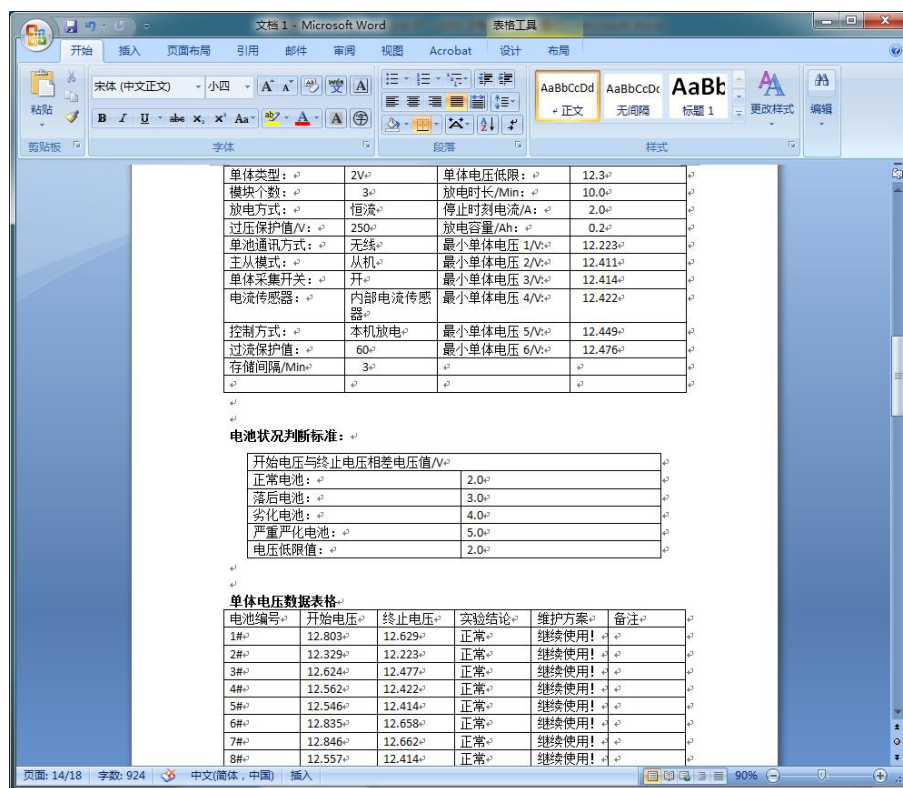 文档 1 - Microsoft Word
表格工具
开始 插入 页面布局 引用 邮件 审阅 视图 Acrobat 设计 布局
宋体 (中文正文) 小四
粘贴
B I U abe x₂ x² Aa A
AaBbCcDd AaBbCcDc AaBb
正文 无间隔 标题 1 更改样式 编辑
剪贴板 字体 段落 样式
单体类型： 2V 单体电压低限： 12.3
模块个数： 3 放电时长/Min： 10.0
放电方式： 恒流 停止时刻电流/A： 2.0
过压保护值/V： 250 放电容量/Ah： 0.2
单池通讯方式： 无线 最小单体电压 1/V: 12.223
主从模式： 从机 最小单体电压 2/V: 12.411
单体采集开关： 开 最小单体电压 3/V: 12.414
电流传感器： 内部电流传感器 最小单体电压 4/V: 12.422
控制方式： 本机放电 最小单体电压 5/V: 12.449
过流保护值： 60 最小单体电压 6/V: 12.476
存储间隔/Min 3
电池状况判断标准：
开始电压与终止电压相差电压值/V
正常电池： 2.0
落后电池： 3.0
劣化电池： 4.0
严重严化电池： 5.0
电压低限值： 2.0
单体电压数据表格
电池编号 开始电压 终止电压 实验结论 维护方案 备注
1# 12.803 12.629 正常 继续使用！
2# 12.329 12.223 正常 继续使用！
3# 12.624 12.477 正常 继续使用！
4# 12.562 12.422 正常 继续使用！
5# 12.546 12.414 正常 继续使用！
6# 12.835 12.658 正常 继续使用！
7# 12.846 12.662 正常 继续使用！
8# 12.557 12.414 正常 继续使用！
页面: 14/18 字数: 924 中文(简体，中国) 插入 90%